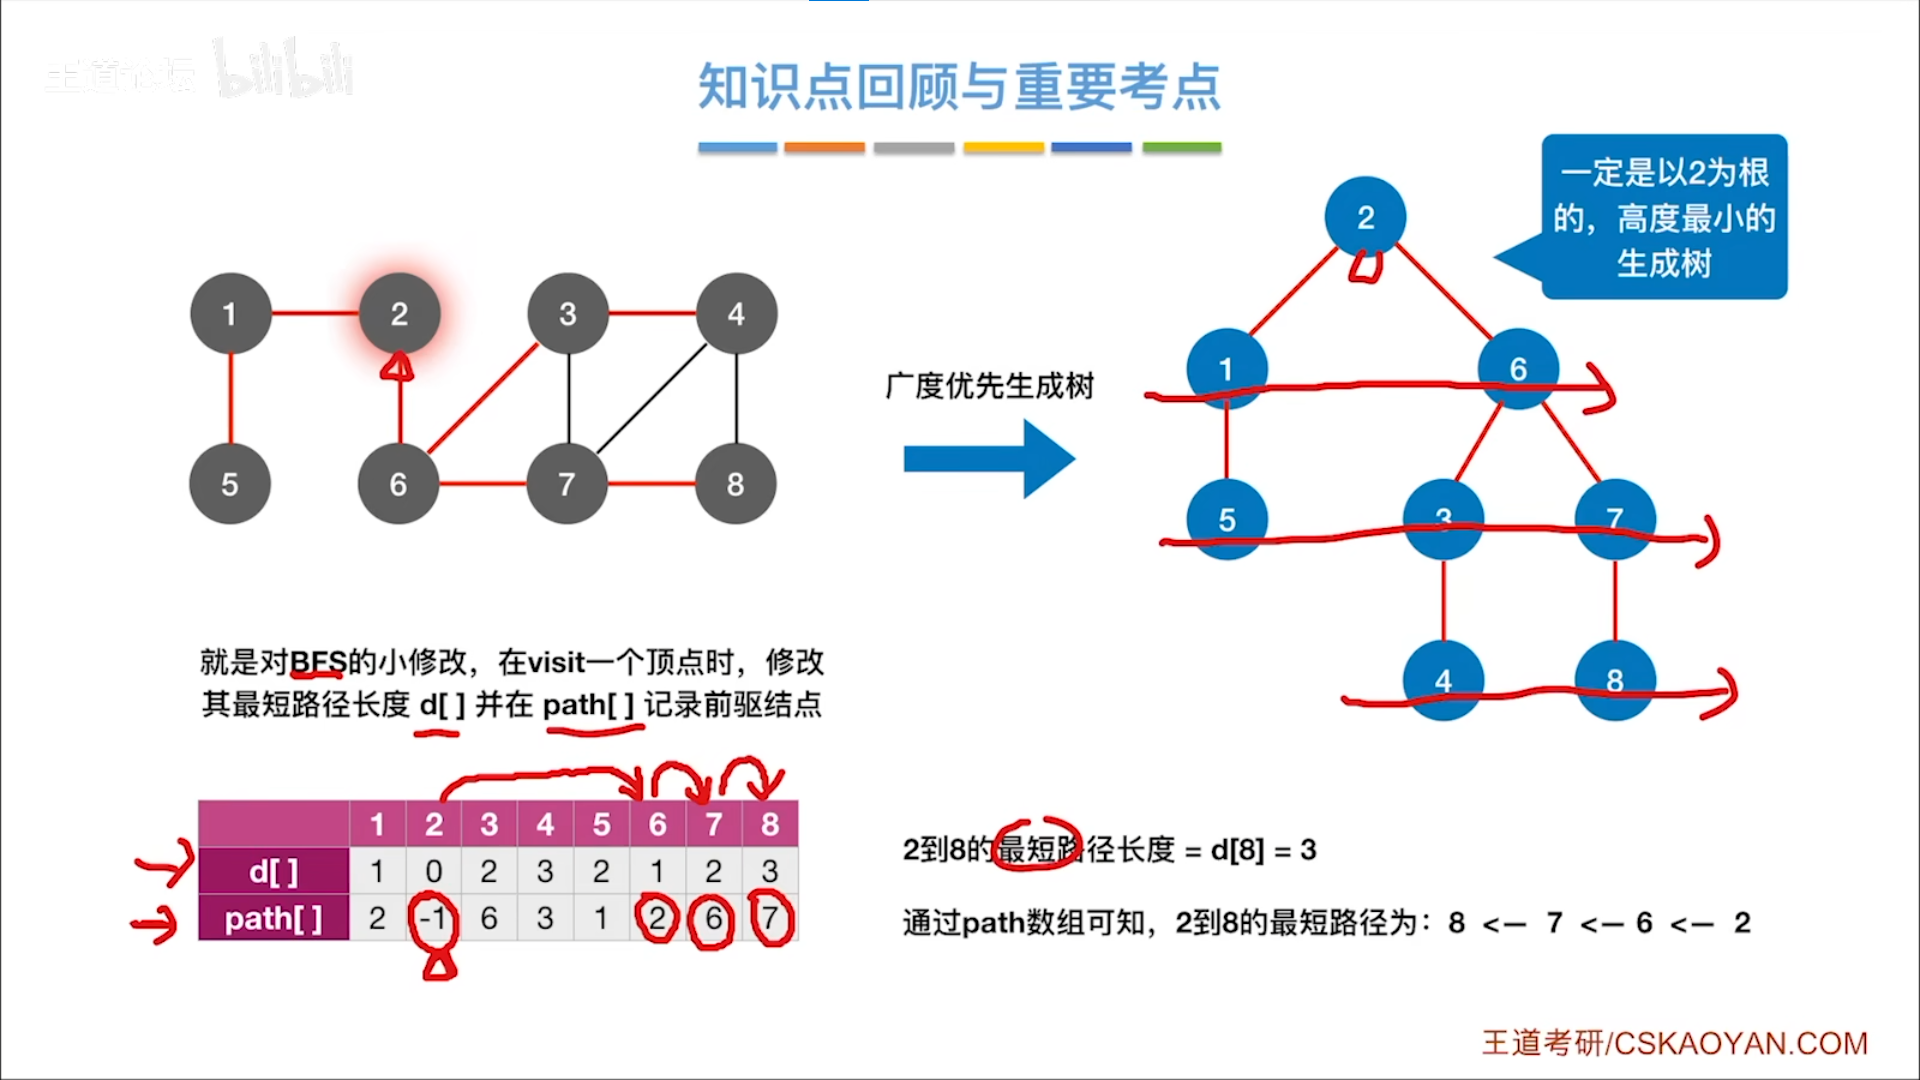 王道论坛 bilibili
知识点回顾与重要考点
一定是以2为根
的，高度最小的
生成树
2
1 2 3 4
1 6
广度优先生成树
5 6 7 8
5 3 7
4 8
就是对BFS的小修改，在visit一个顶点时，修改
其最短路径长度 d[ ] 并在 path[ ] 记录前驱结点
1 2 3 4 5 6 7 8
d[ ] 1 0 2 3 2 1 2 3
path[ ] 2 -1 6 3 1 2 6 7
2到8的最短路径长度 = d[8] = 3
通过path数组可知，2到8的最短路径为：8 <— 7 <— 6 <— 2
王道考研/CSKAOYAN.COM